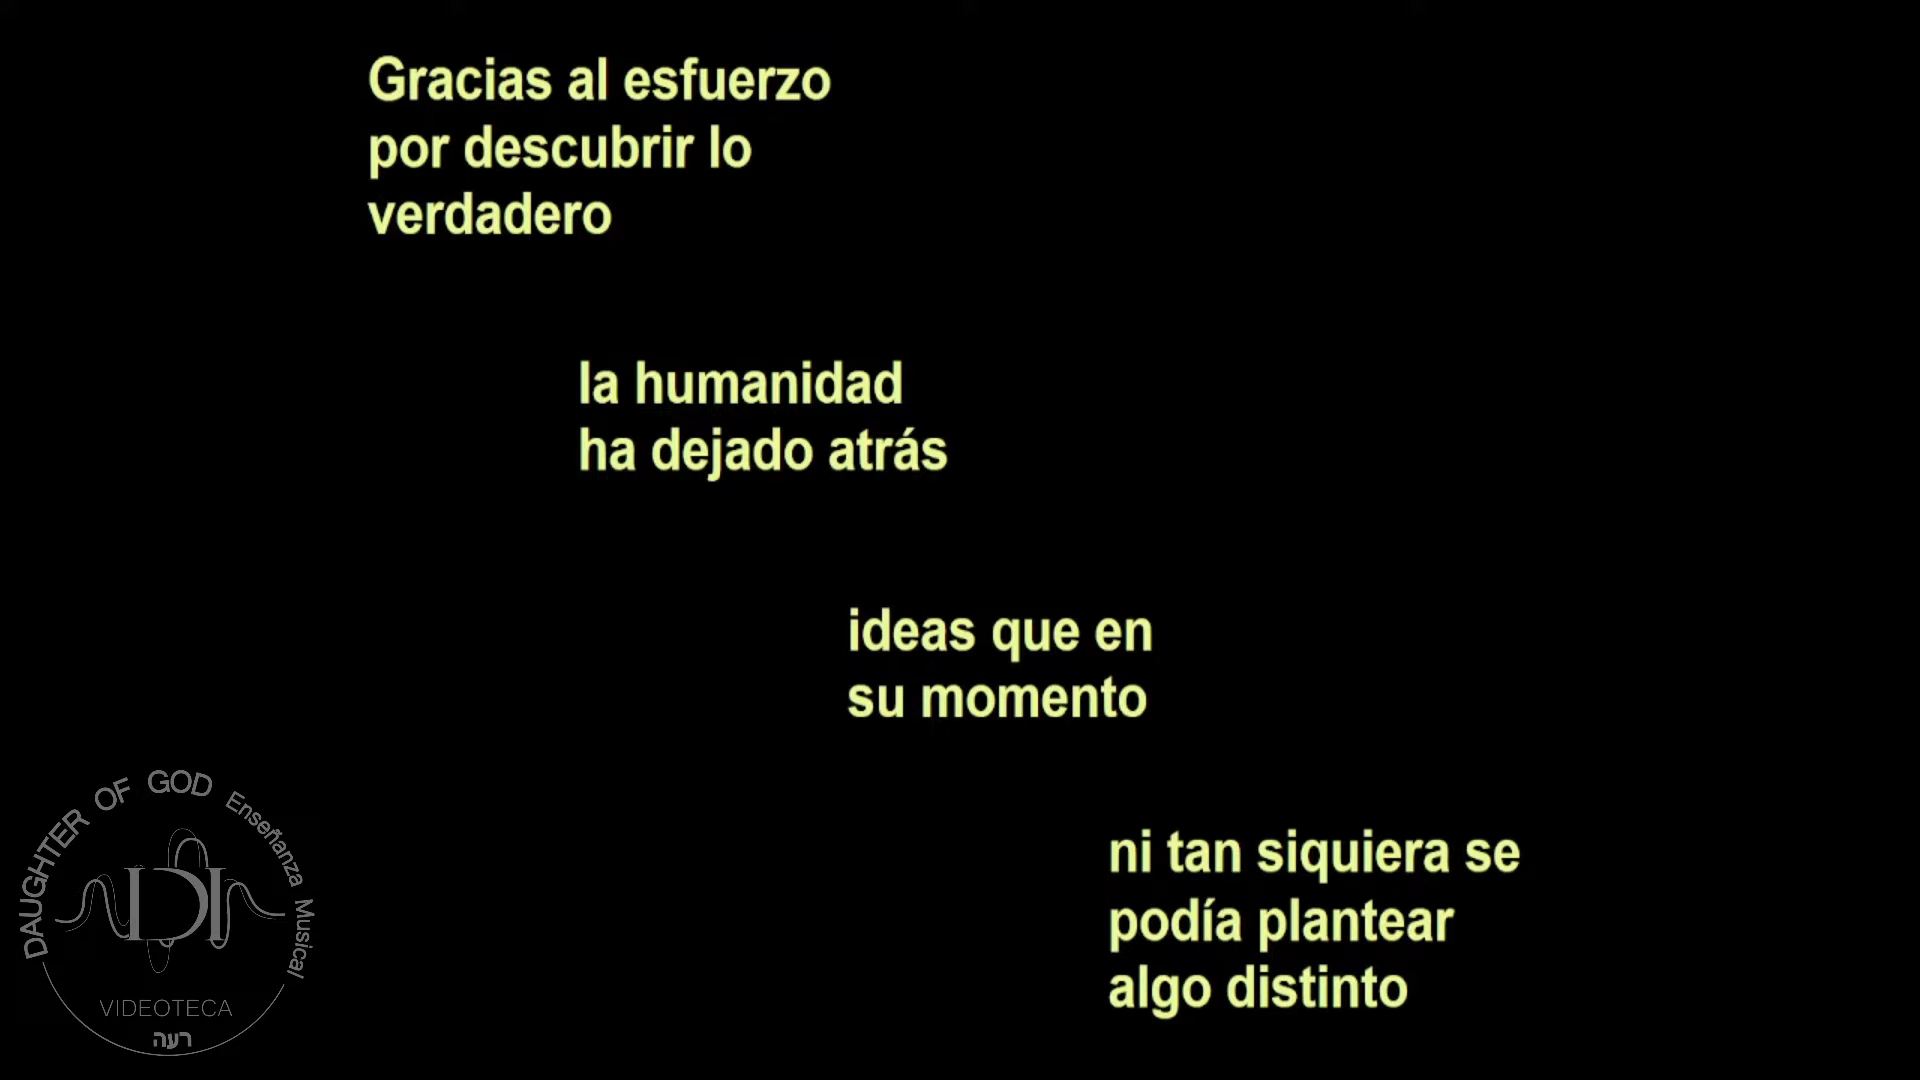 Gracias al esfuerzo
por descubrir lo
verdadero
la humanidad
ha dejado atrás
ideas que en
su momento
ni tan siquiera se
podía plantear
algo distinto
DAUGHTER OF GOD Enseñanza Musical
DI
VIDEOTECA
רעה